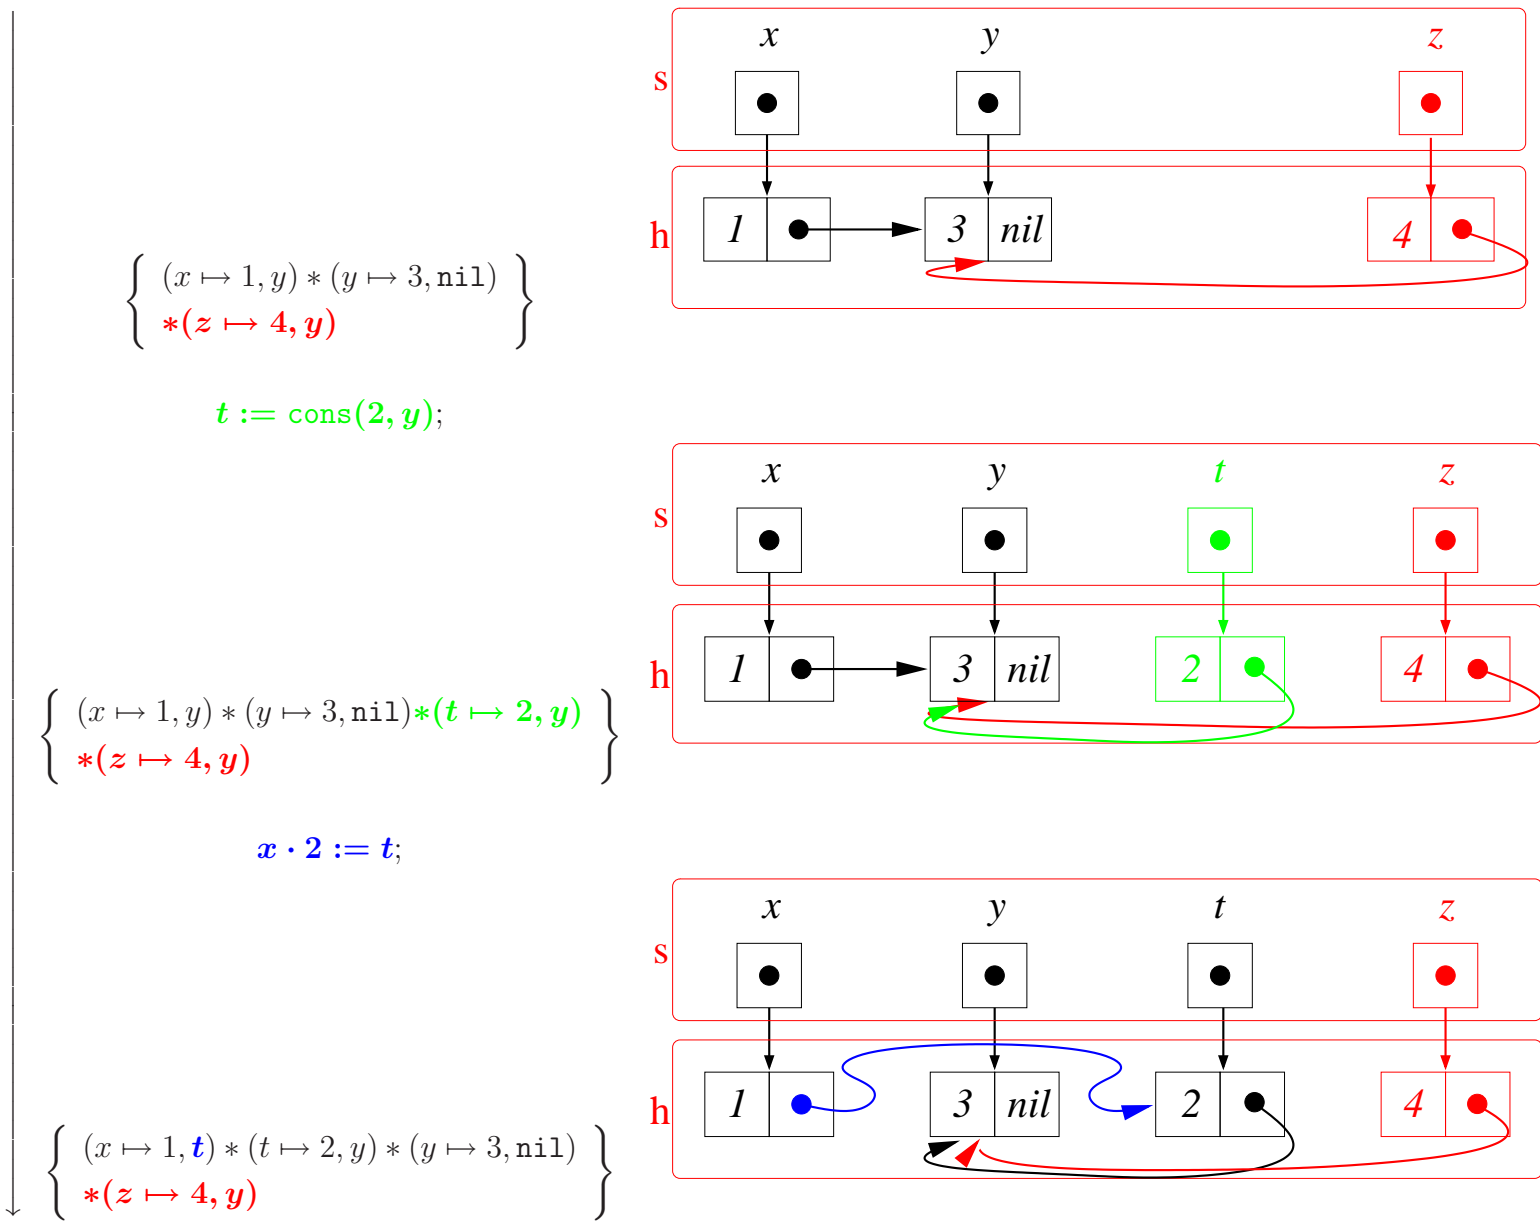 x y z
s
h 1 3 nil 4
{ (x ↦ 1, y) ∗ (y ↦ 3, nil)
∗(z ↦ 4, y) }
t := cons(2, y);
x y t z
s
h 1 3 nil 2 4
{ (x ↦ 1, y) ∗ (y ↦ 3, nil)∗(t ↦ 2, y)
∗(z ↦ 4, y) }
x · 2 := t;
x y t z
s
h 1 3 nil 2 4
{ (x ↦ 1, t) ∗ (t ↦ 2, y) ∗ (y ↦ 3, nil)
∗(z ↦ 4, y) }